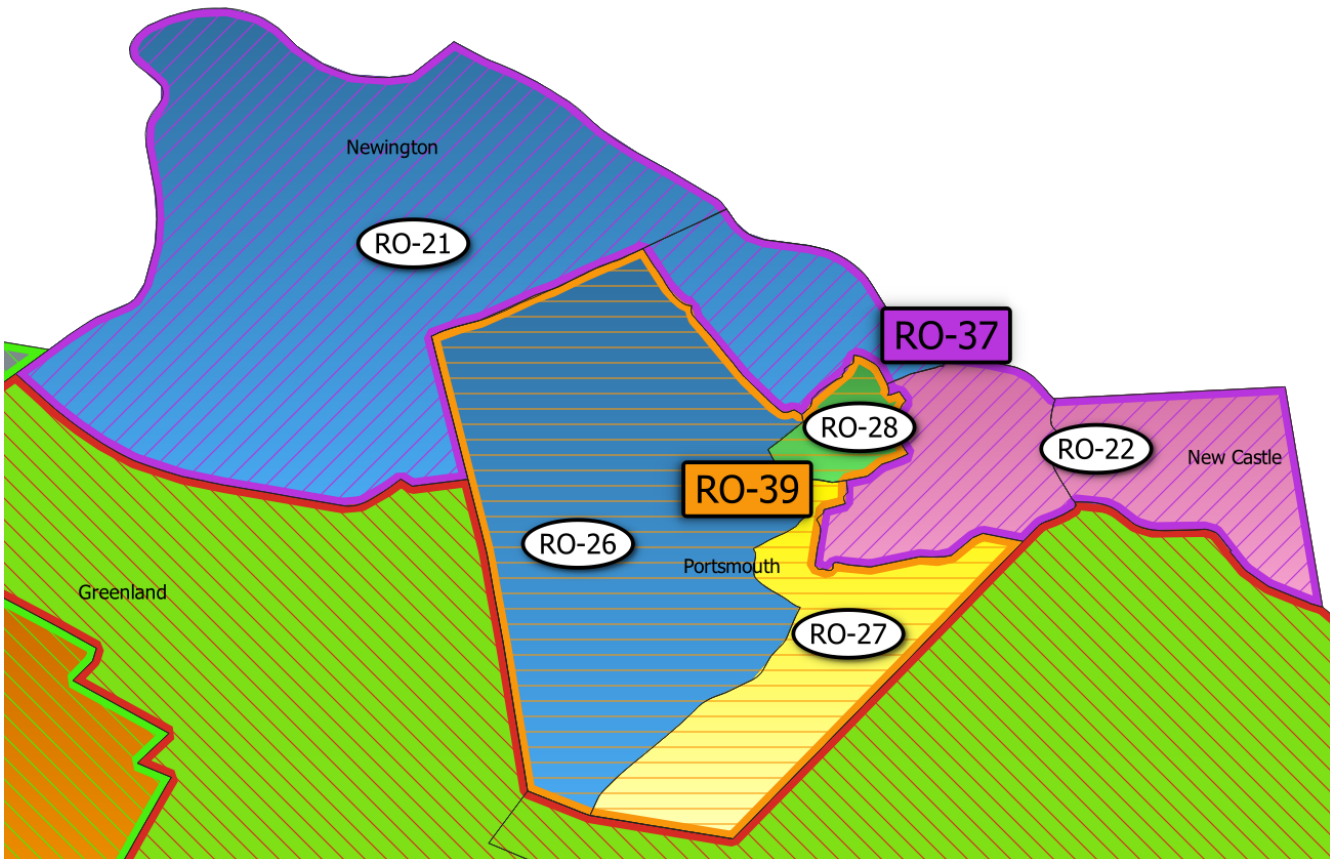 Newington
RO-21
RO-37
RO-28
RO-22
New Castle
RO-39
RO-26
Portsmouth
Greenland
RO-27